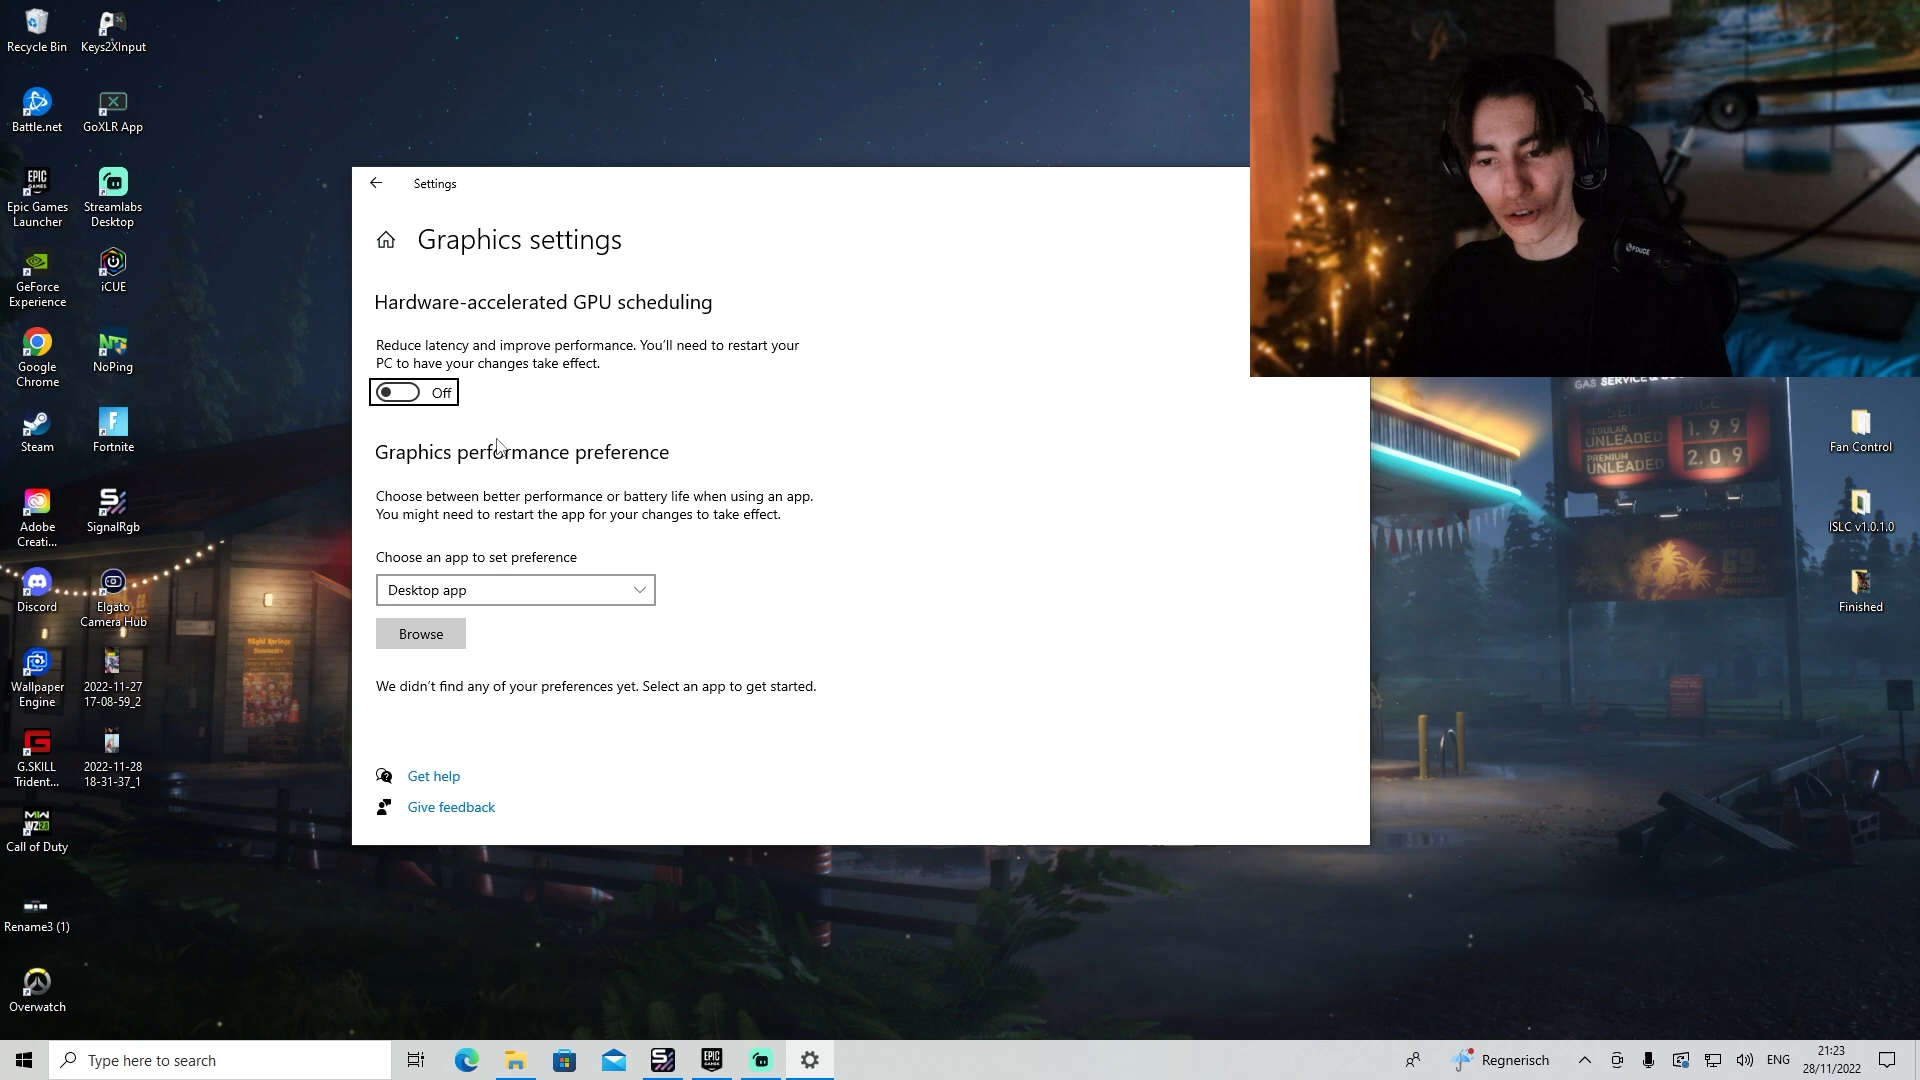 Recycle Bin
Keys2XInput
Battle.net
GoXLR App
EPIC
GAMES
Epic Games
Launcher
Streamlabs
Desktop
GeForce
Experience
iCUE
Google
Chrome
NoPing
Steam
Fortnite
Adobe
Creati...
SignalRgb
Discord
Elgato
Camera Hub
Wallpaper
Engine
2022-11-27
17-08-59_2
G.SKILL
Trident...
2022-11-28
18-31-37_1
MW
WZ2.0
Call of Duty
Rename3 (1)
Overwatch
Settings
Graphics settings
Hardware-accelerated GPU scheduling
Reduce latency and improve performance. You'll need to restart your
PC to have your changes take effect.
Off
Graphics performance preference
Choose between better performance or battery life when using an app.
You might need to restart the app for your changes to take effect.
Choose an app to set preference
Desktop app
Browse
We didn't find any of your preferences yet. Select an app to get started.
Get help
Give feedback
FDUCE
SELF SERVICE
REGULAR
UNLEADED
1.99
PREMIUM
UNLEADED
2.09
Fan Control
ISLC v1.0.1.0
Finished
Type here to search
EPIC
Regnerisch
ENG
21:23
28/11/2022